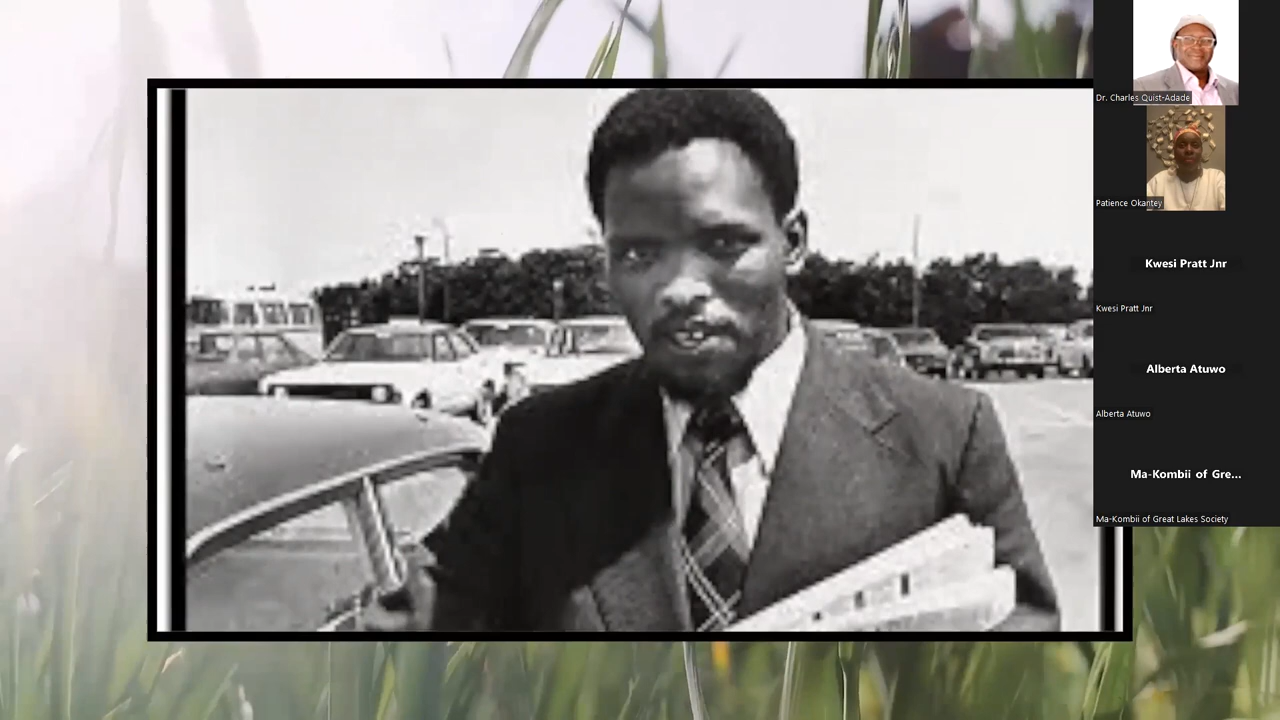 Dr. Charles Quist-Adade
Patience Okantey
Kwesi Pratt Jnr
Kwesi Pratt Jnr
Alberta Atuwo
Alberta Atuwo
Ma-Kombii of Gre...
Ma-Kombii of Great Lakes Society